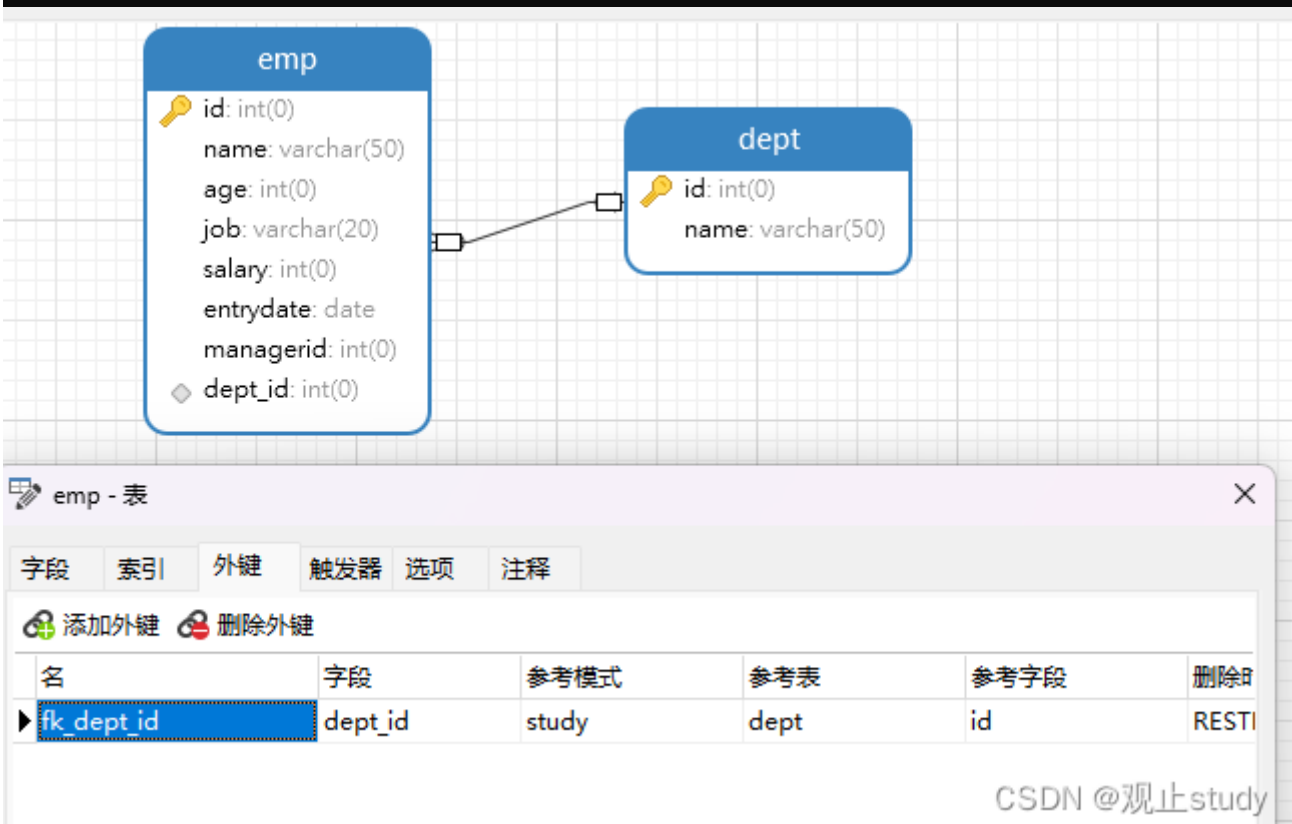 emp
id: int(0)
name: varchar(50)
age: int(0)
job: varchar(20)
salary: int(0)
entrydate: date
managerid: int(0)
dept_id: int(0)
dept
id: int(0)
name: varchar(50)
emp - 表
字段 索引 外键 触发器 选项 注释
添加外键 删除外键
名 字段 参考模式 参考表 参考字段 删除
fk_dept_id dept_id study dept id REST
CSDN @观止study